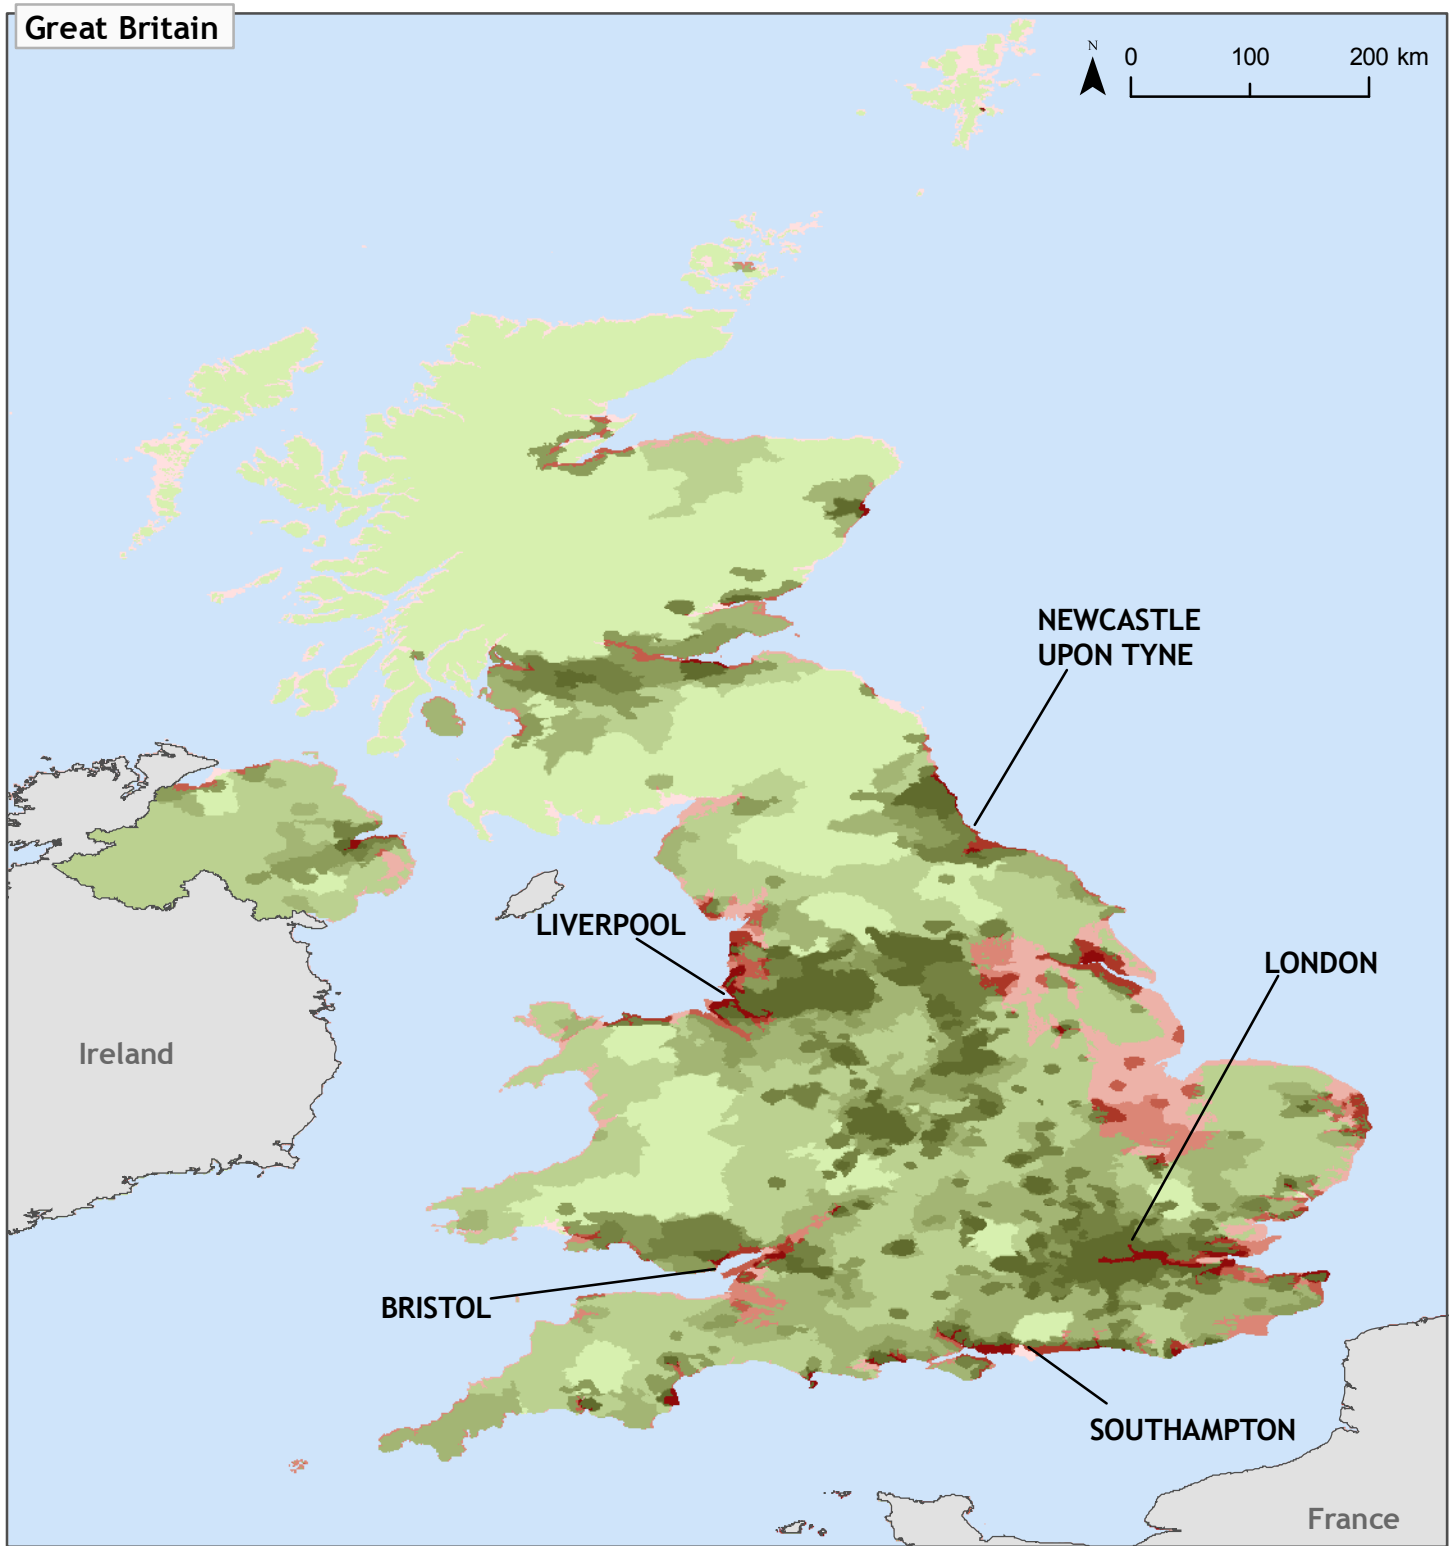 Great Britain
N
0 100 200 km
NEWCASTLE
UPON TYNE
LIVERPOOL
LONDON
Ireland
BRISTOL
SOUTHAMPTON
France